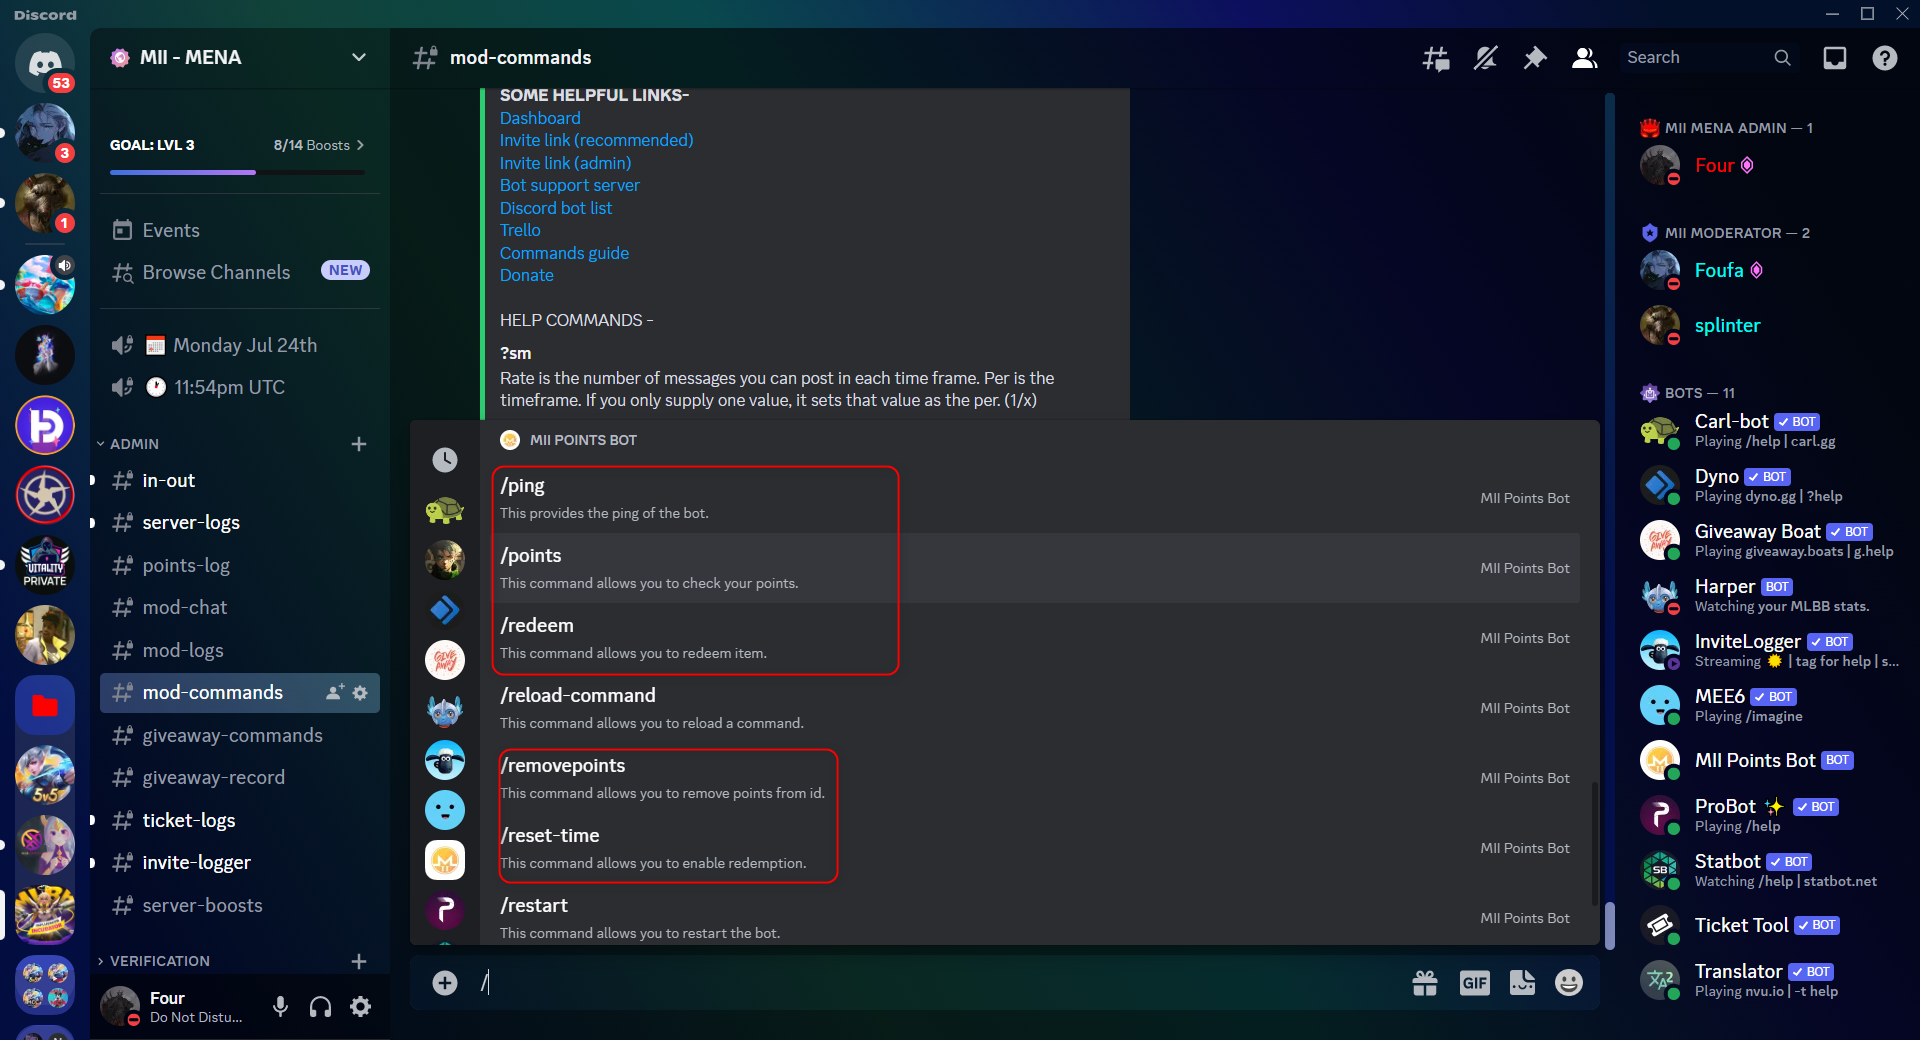 Discord
53
3
1
VITALITY
PRIVATE
5v5
MII - MENA
GOAL: LVL 3
8/14 Boosts
Events
Browse Channels
NEW
Monday Jul 24th
11:54pm UTC
ADMIN
in-out
server-logs
points-log
mod-chat
mod-logs
mod-commands
giveaway-commands
giveaway-record
ticket-logs
invite-logger
server-boosts
VERIFICATION
Four
Do Not Distu...
mod-commands
Search
SOME HELPFUL LINKS-
Dashboard
Invite link (recommended)
Invite link (admin)
Bot support server
Discord bot list
Trello
Commands guide
Donate
HELP COMMANDS -
?sm
Rate is the number of messages you can post in each time frame. Per is the
timeframe. If you only supply one value, it sets that value as the per. (1/x)
MII POINTS BOT
/ping
This provides the ping of the bot.
MII Points Bot
/points
This command allows you to check your points.
MII Points Bot
/redeem
This command allows you to redeem item.
MII Points Bot
/reload-command
This command allows you to reload a command.
MII Points Bot
/removepoints
This command allows you to remove points from id.
MII Points Bot
/reset-time
This command allows you to enable redemption.
MII Points Bot
/restart
This command allows you to restart the bot.
MII Points Bot
/
GIF
MII MENA ADMIN — 1
Four
MII MODERATOR — 2
Foufa
splinter
BOTS — 11
Carl-bot BOT
Playing /help | carl.gg
Dyno BOT
Playing dyno.gg | ?help
Giveaway Boat BOT
Playing giveaway.boats | g.help
Harper BOT
Watching your MLBB stats.
InviteLogger BOT
Streaming | tag for help | s...
MEE6 BOT
Playing /imagine
MII Points Bot BOT
ProBot BOT
Playing /help
Statbot BOT
Watching /help | statbot.net
Ticket Tool BOT
Translator BOT
Playing nvu.io | -t help